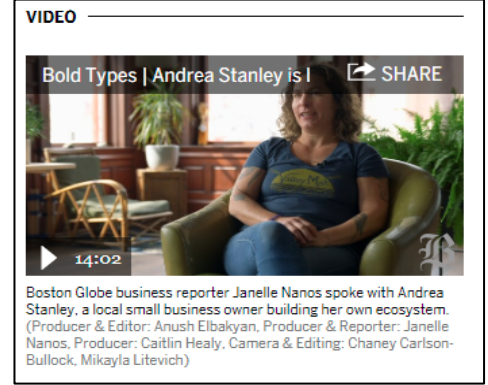 VIDEO
Bold Types | Andrea Stanley is I
SHARE
Valley M
14:02
B
Boston Globe business reporter Janelle Nanos spoke with Andrea
Stanley, a local small business owner building her own ecosystem.
(Producer & Editor: Anush Elbakyan, Producer & Reporter: Janelle
Nanos, Producer: Caitlin Healy, Camera & Editing: Chaney Carlson-
Bullock, Mikayla Litevich)